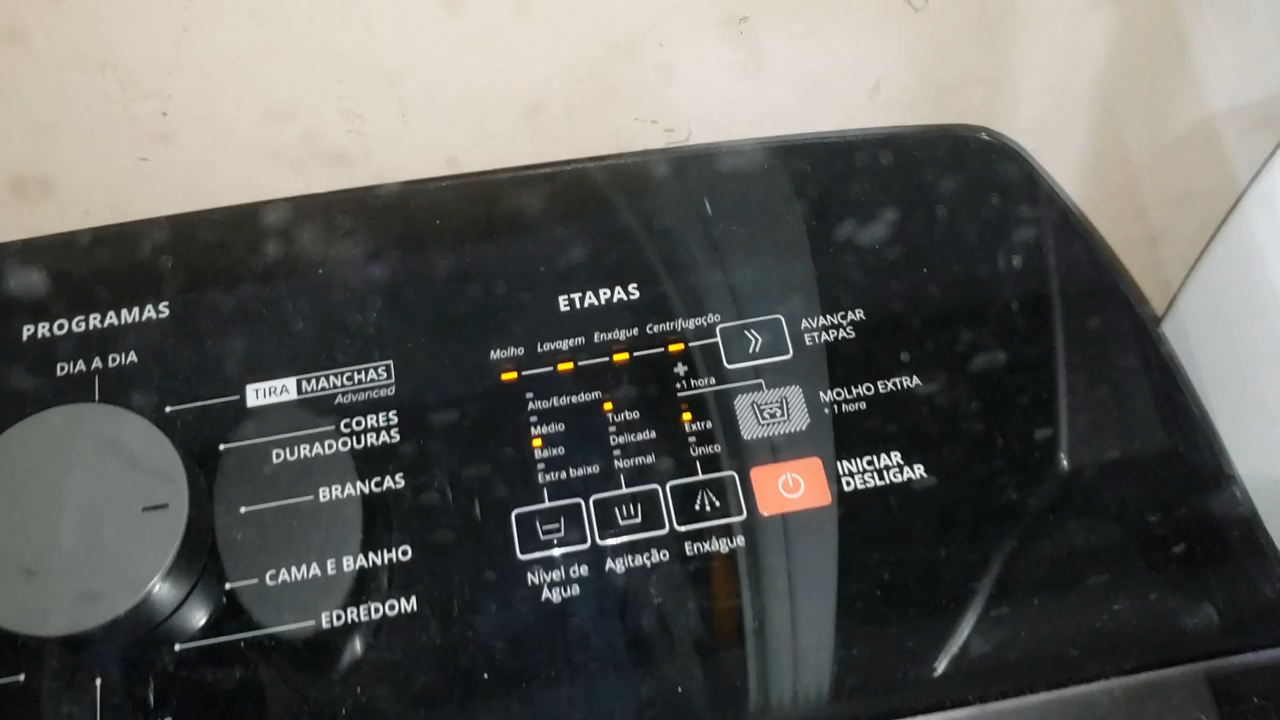 PROGRAMAS
DIA A DIA
TIRA MANCHAS
Advanced
CORES
DURADOURAS
BRANCAS
CAMA E BANHO
EDREDOM
ETAPAS
Molho Lavagem Enxágue Centrifugação
AVANÇAR
ETAPAS
+
+1 hora
MOLHO EXTRA
+ 1 hora
Alto/Edredom
Médio
Baixo
Extra baixo
Turbo
Delicada
Normal
Extra
Único
INICIAR
DESLIGAR
Nível de
Água
Agitação
Enxágue